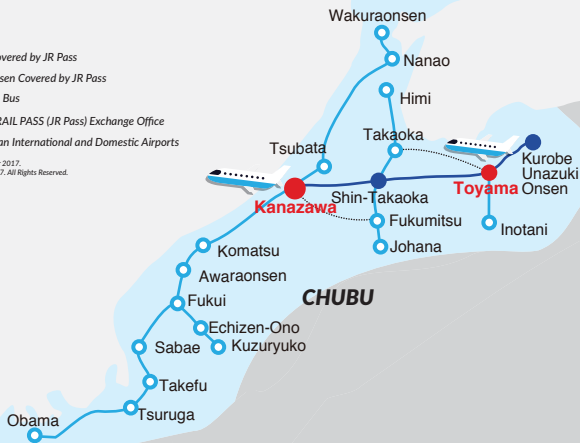 Wakuraonsen
Nanao
overed by JR Pass
sen Covered by JR Pass
Bus
RAIL PASS (JR Pass) Exchange Office
an International and Domestic Airports
2017.
7. All Rights Reserved.
Himi
Takaoka
Tsubata
Kurobe
Unazuki
Onsen
Toyama
Kanazawa
Shin-Takaoka
Fukumitsu
Inotani
Johana
Komatsu
Awaraonsen
CHUBU
Fukui
Echizen-Ono
Kuzuryuko
Sabae
Takefu
Tsuruga
Obama